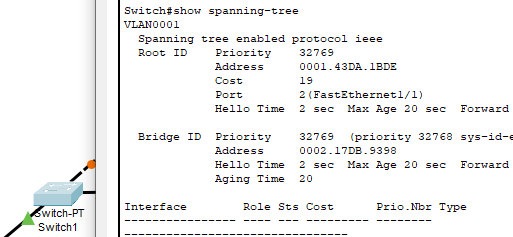 Switch#show spanning-tree
VLAN0001
Spanning tree enabled protocol ieee
Root ID Priority 32769
Address 0001.43DA.1BDE
Cost 19
Port 2(FastEthernet1/1)
Hello Time 2 sec Max Age 20 sec Forward
Bridge ID Priority 32769 (priority 32768 sys-id-e
Address 0002.17DB.9398
Hello Time 2 sec Max Age 20 sec Forward
Aging Time 20
Interface Role Sts Cost Prio.Nbr Type
---------------- ---- --- --------- --------
--------------------------------
Switch-PT
Switch1